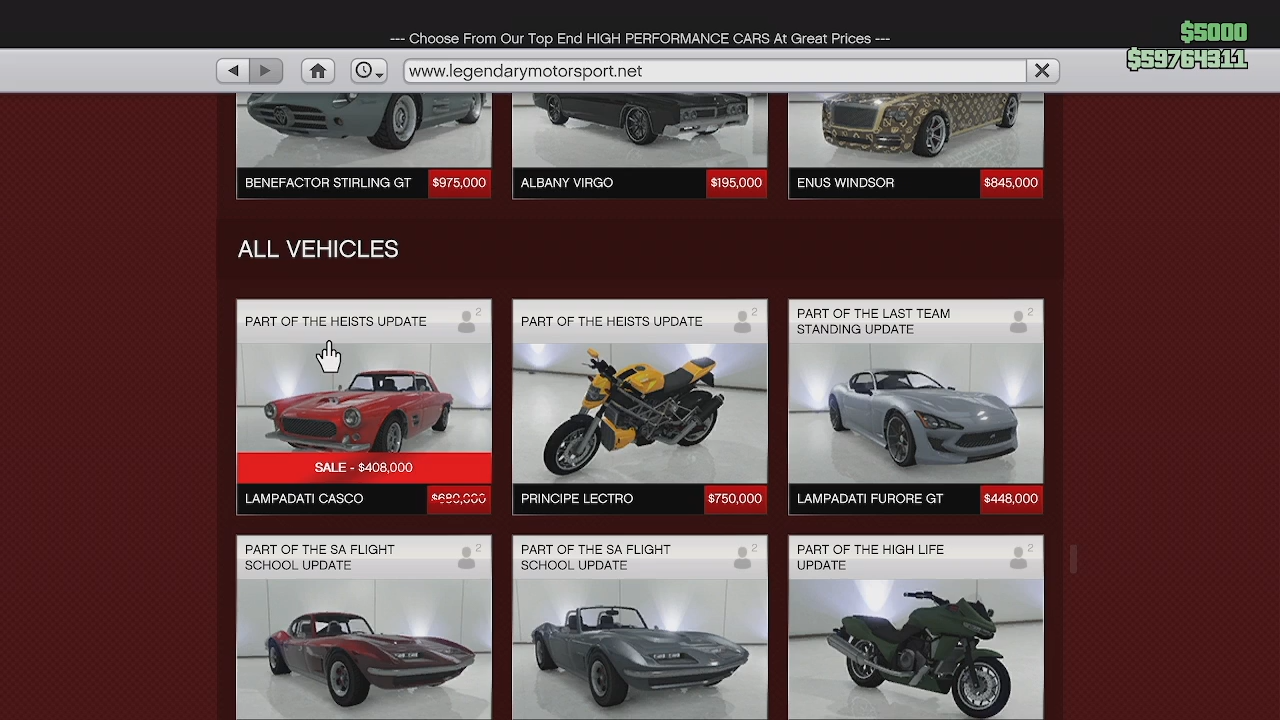 --- Choose From Our Top End HIGH PERFORMANCE CARS At Great Prices ---
$5000
$59764311
www.legendarymotorsport.net
BENEFACTOR STIRLING GT $975,000
ALBANY VIRGO $195,000
ENUS WINDSOR $845,000
ALL VEHICLES
PART OF THE HEISTS UPDATE 2
SALE - $408,000
LAMPADATI CASCO $680,000
PART OF THE HEISTS UPDATE 2
PRINCIPE LECTRO $750,000
PART OF THE LAST TEAM 2
STANDING UPDATE
LAMPADATI FURORE GT $448,000
PART OF THE SA FLIGHT 2
SCHOOL UPDATE
PART OF THE SA FLIGHT 2
SCHOOL UPDATE
PART OF THE HIGH LIFE 2
UPDATE